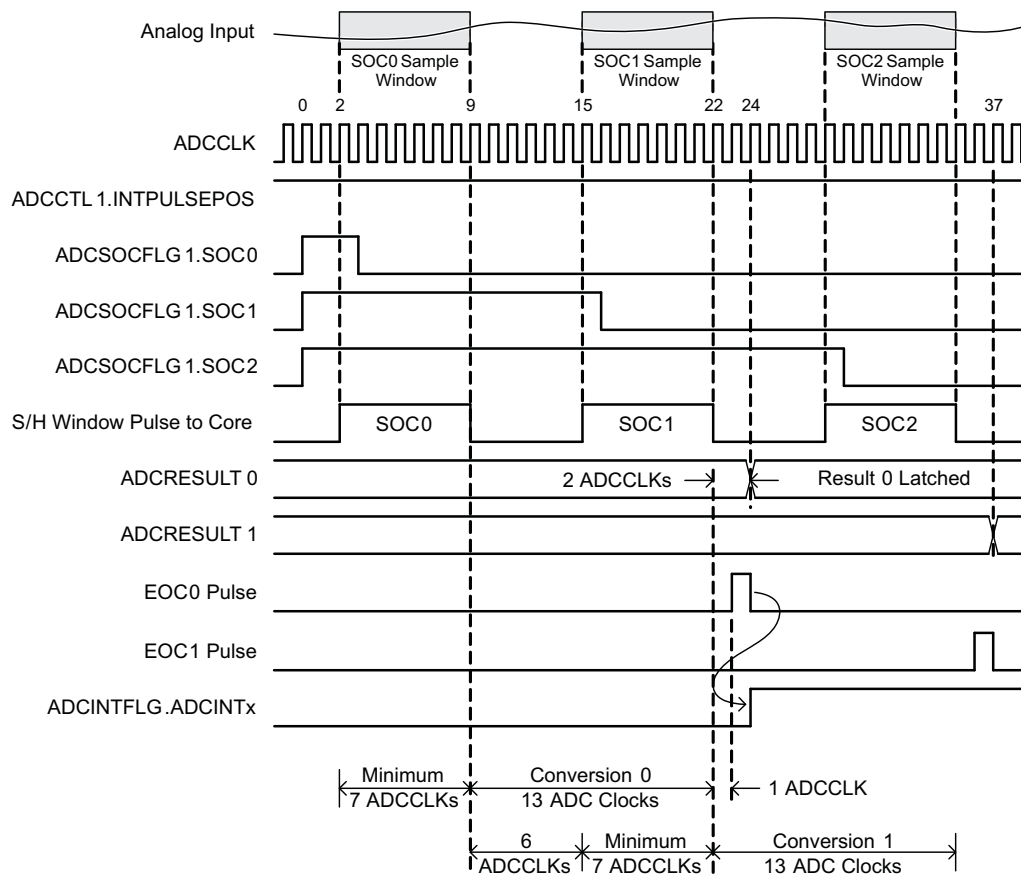 Analog Input
SOC0 Sample
Window
SOC1 Sample
Window
SOC2 Sample
Window
0 2 9 15 22 24 37
ADCCLK
ADCCTL 1.INTPULSEPOS
ADCSOCFLG 1.SOC0
ADCSOCFLG 1.SOC1
ADCSOCFLG 1.SOC2
S/H Window Pulse to Core
SOC0
SOC1
SOC2
ADCRESULT 0
2 ADCCLKs
Result 0 Latched
ADCRESULT 1
EOC0 Pulse
EOC1 Pulse
ADCINTFLG .ADCINTx
Minimum
7 ADCCLKs
Conversion 0
13 ADC Clocks
1 ADCCLK
6
ADCCLKs
Minimum
7 ADCCLKs
Conversion 1
13 ADC Clocks